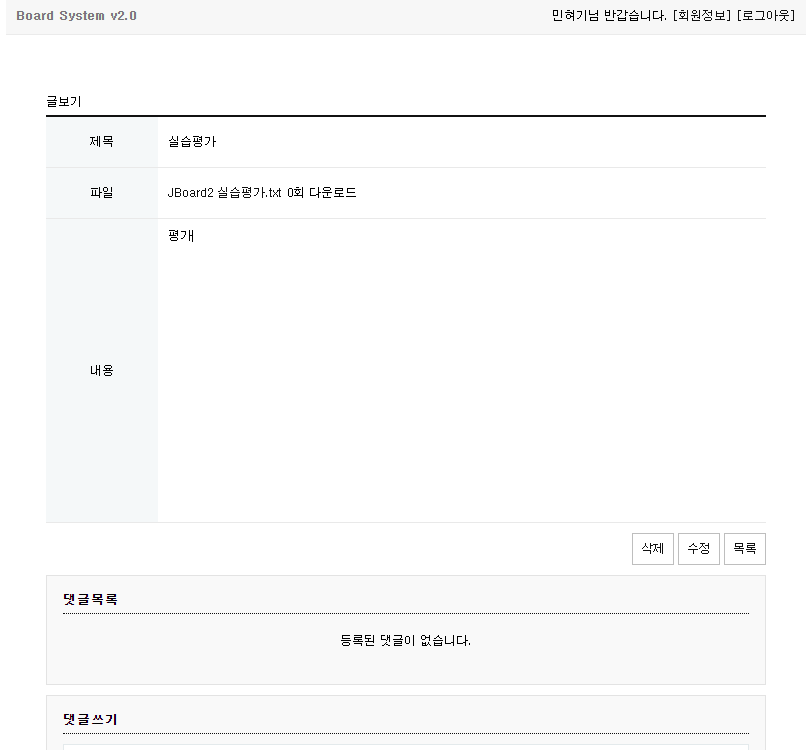 Board System v2.0
민혀기님 반갑습니다. [회원정보] [로그아웃]
글보기
제목 실습평가
파일 JBoard2 실습평가.txt 0회 다운로드
내용 평개
삭제 수정 목록
댓글목록
등록된 댓글이 없습니다.
댓글쓰기